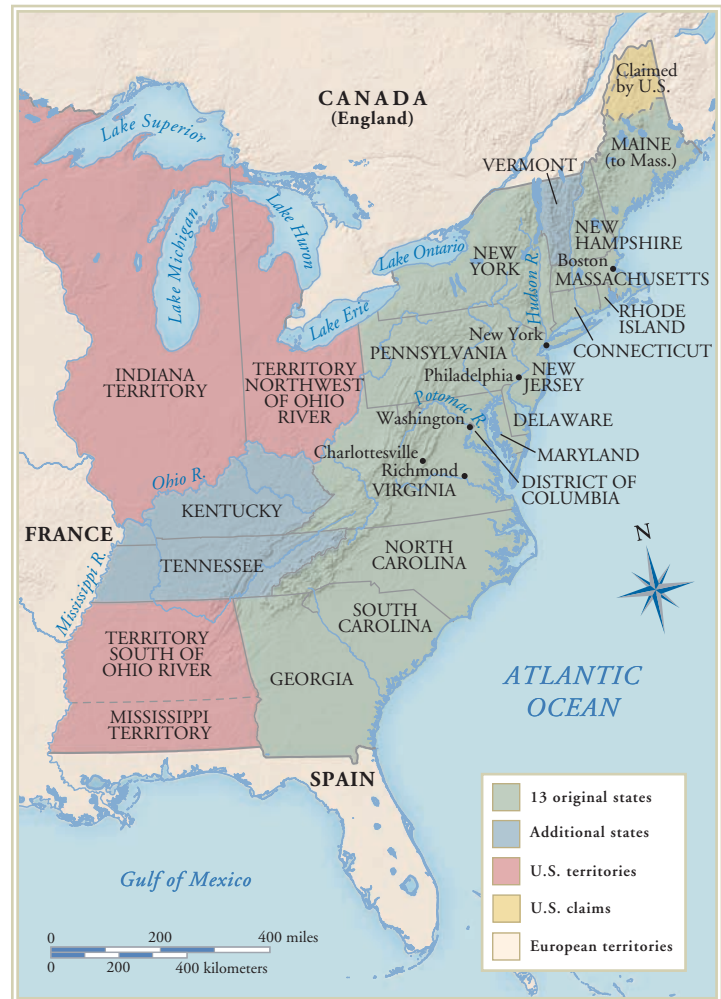 CANADA
(England)
Claimed
by U.S.
Lake Superior
MAINE
(to Mass.)
VERMONT
Lake Michigan
Lake Huron
Lake Ontario
NEW
YORK
Hudson R.
NEW
HAMPSHIRE
Boston
MASSACHUSETTS
RHODE
ISLAND
CONNECTICUT
Lake Erie
New York
PENNSYLVANIA
Philadelphia
NEW
JERSEY
INDIANA
TERRITORY
TERRITORY
NORTHWEST
OF OHIO
RIVER
Potomac R.
Washington
DELAWARE
MARYLAND
DISTRICT OF
COLUMBIA
Charlottesville
Richmond
VIRGINIA
Ohio R.
KENTUCKY
FRANCE
Mississippi R.
TENNESSEE
NORTH
CAROLINA
N
SOUTH
CAROLINA
TERRITORY
SOUTH OF
OHIO RIVER
GEORGIA
MISSISSIPPI
TERRITORY
ATLANTIC
OCEAN
SPAIN
Gulf of Mexico
13 original states
Additional states
U.S. territories
U.S. claims
European territories
0 200 400 miles
0 200 400 kilometers